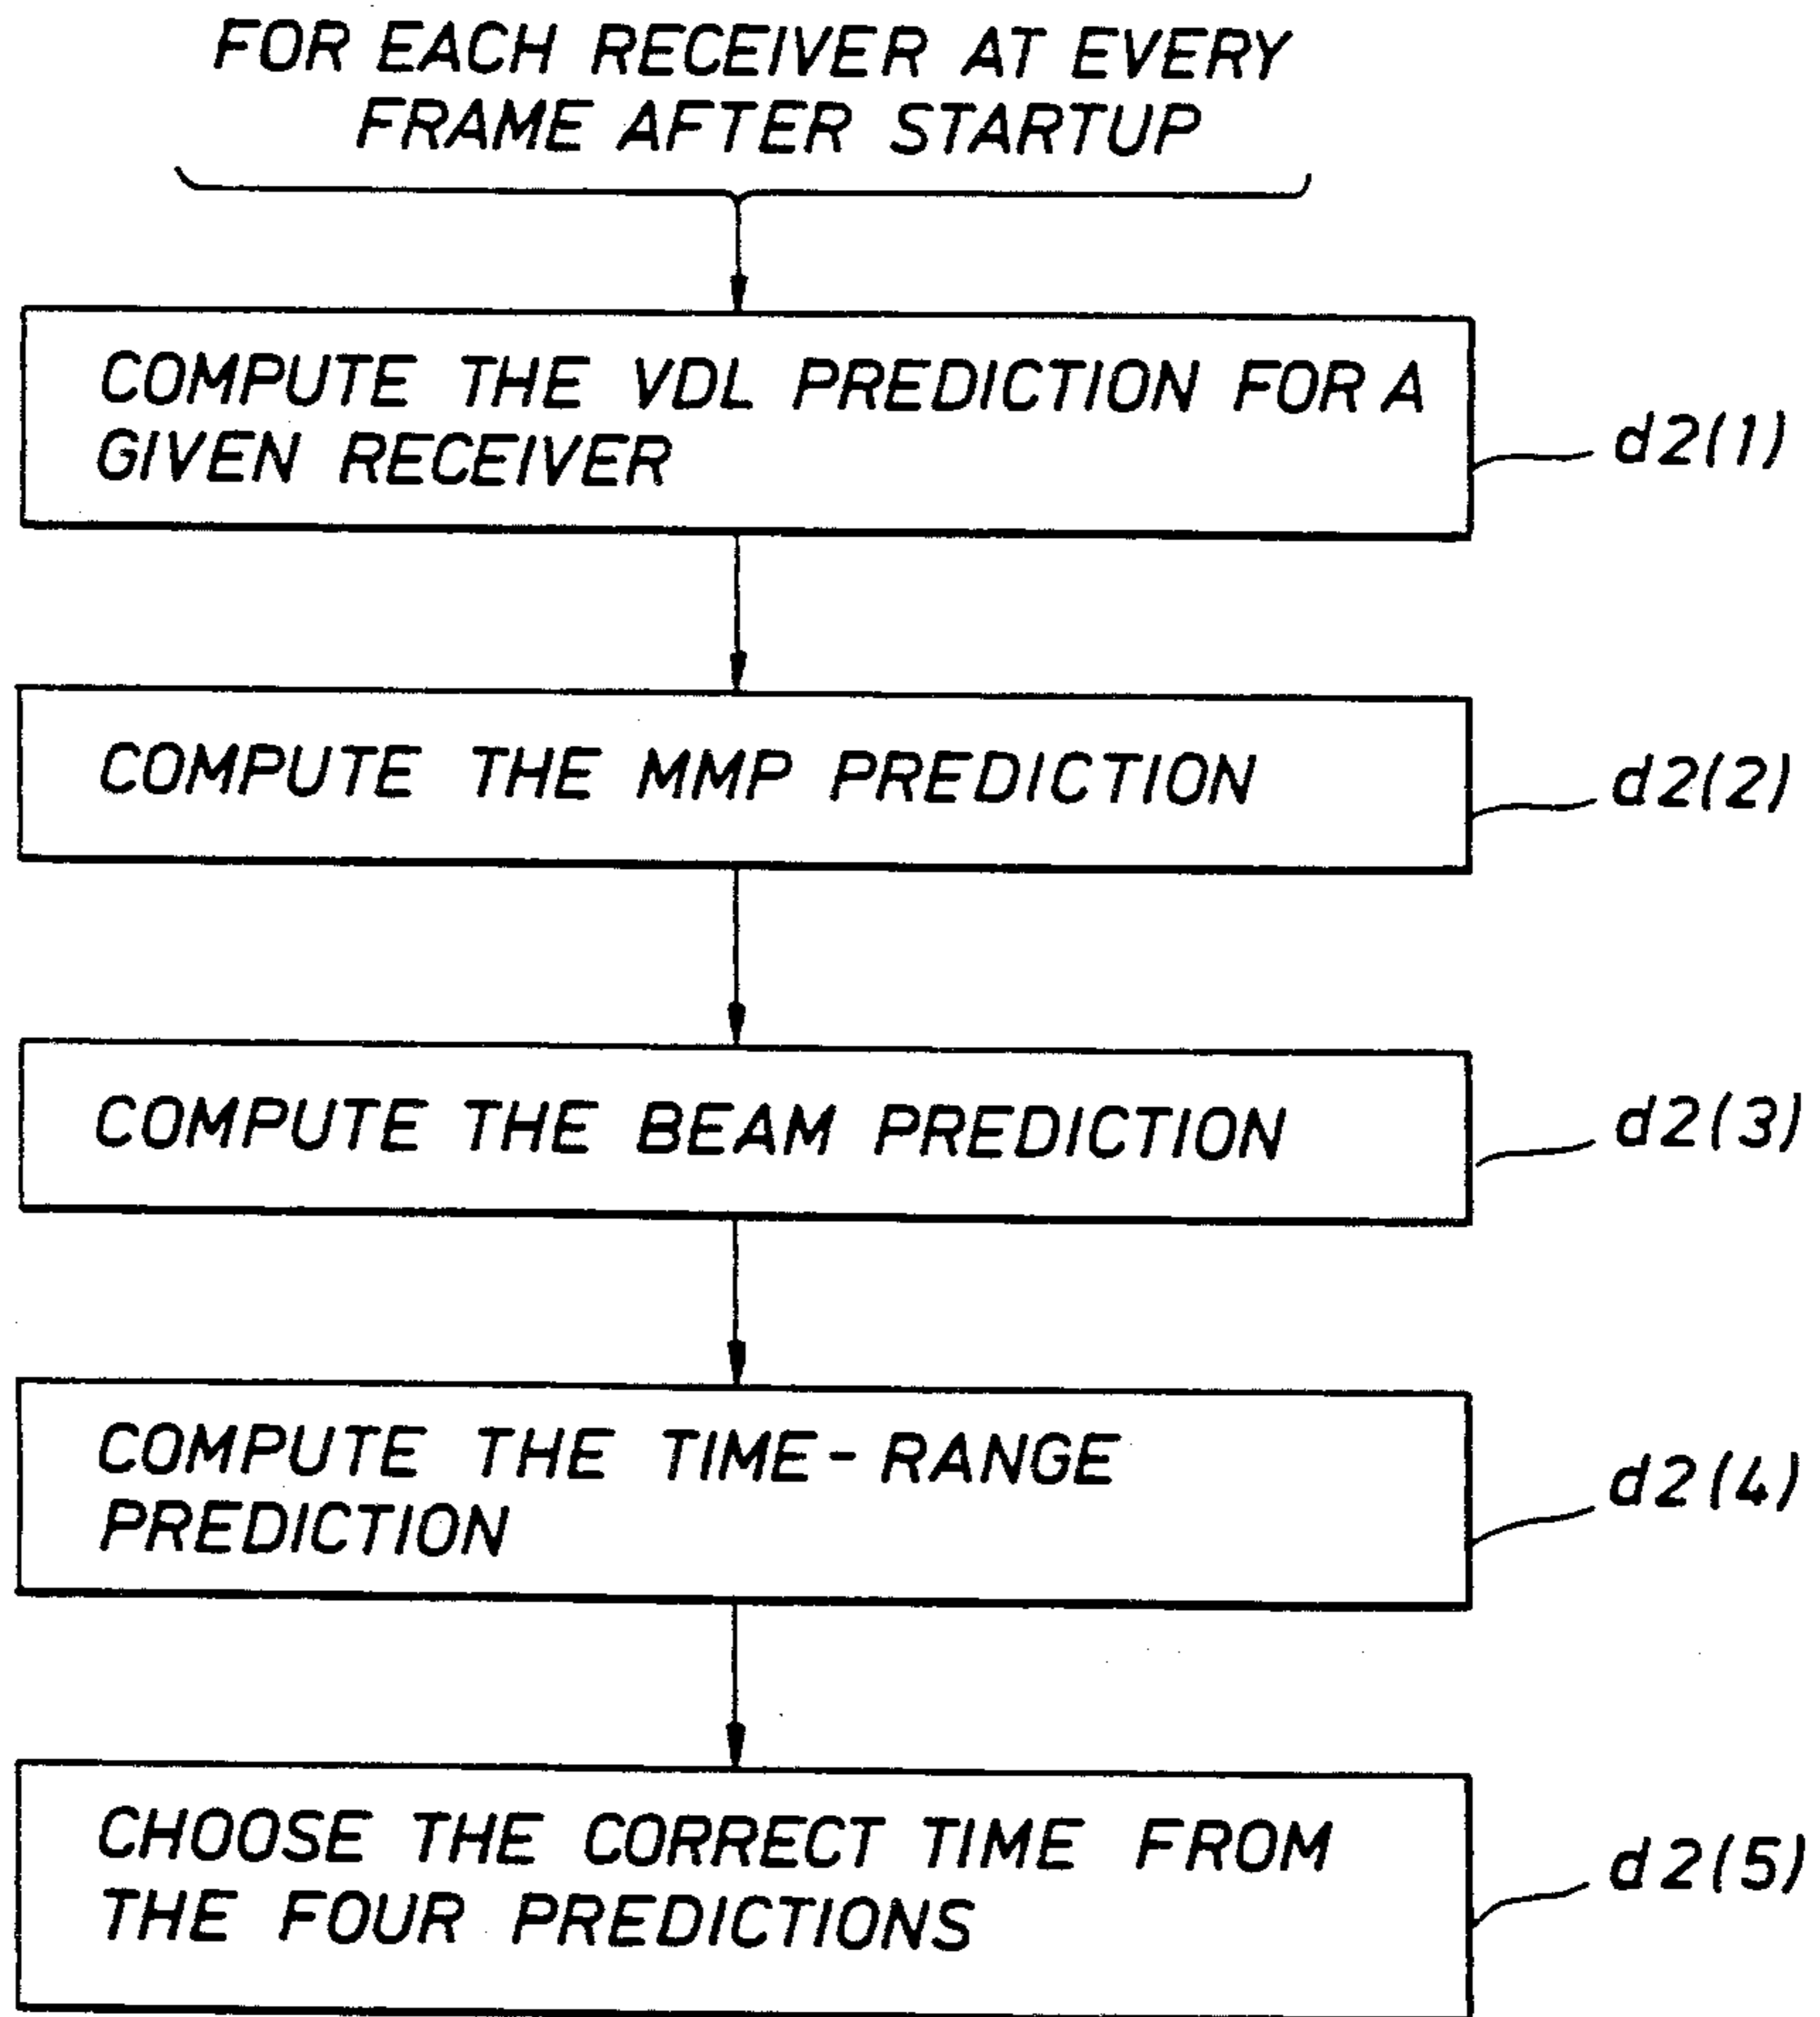 FOR EACH RECEIVER AT EVERY
FRAME AFTER STARTUP
COMPUTE THE VDL PREDICTION FOR A
GIVEN RECEIVER
d2(1)
COMPUTE THE MMP PREDICTION
d2(2)
COMPUTE THE BEAM PREDICTION
d2(3)
COMPUTE THE TIME-RANGE
PREDICTION
d2(4)
CHOOSE THE CORRECT TIME FROM
THE FOUR PREDICTIONS
d2(5)